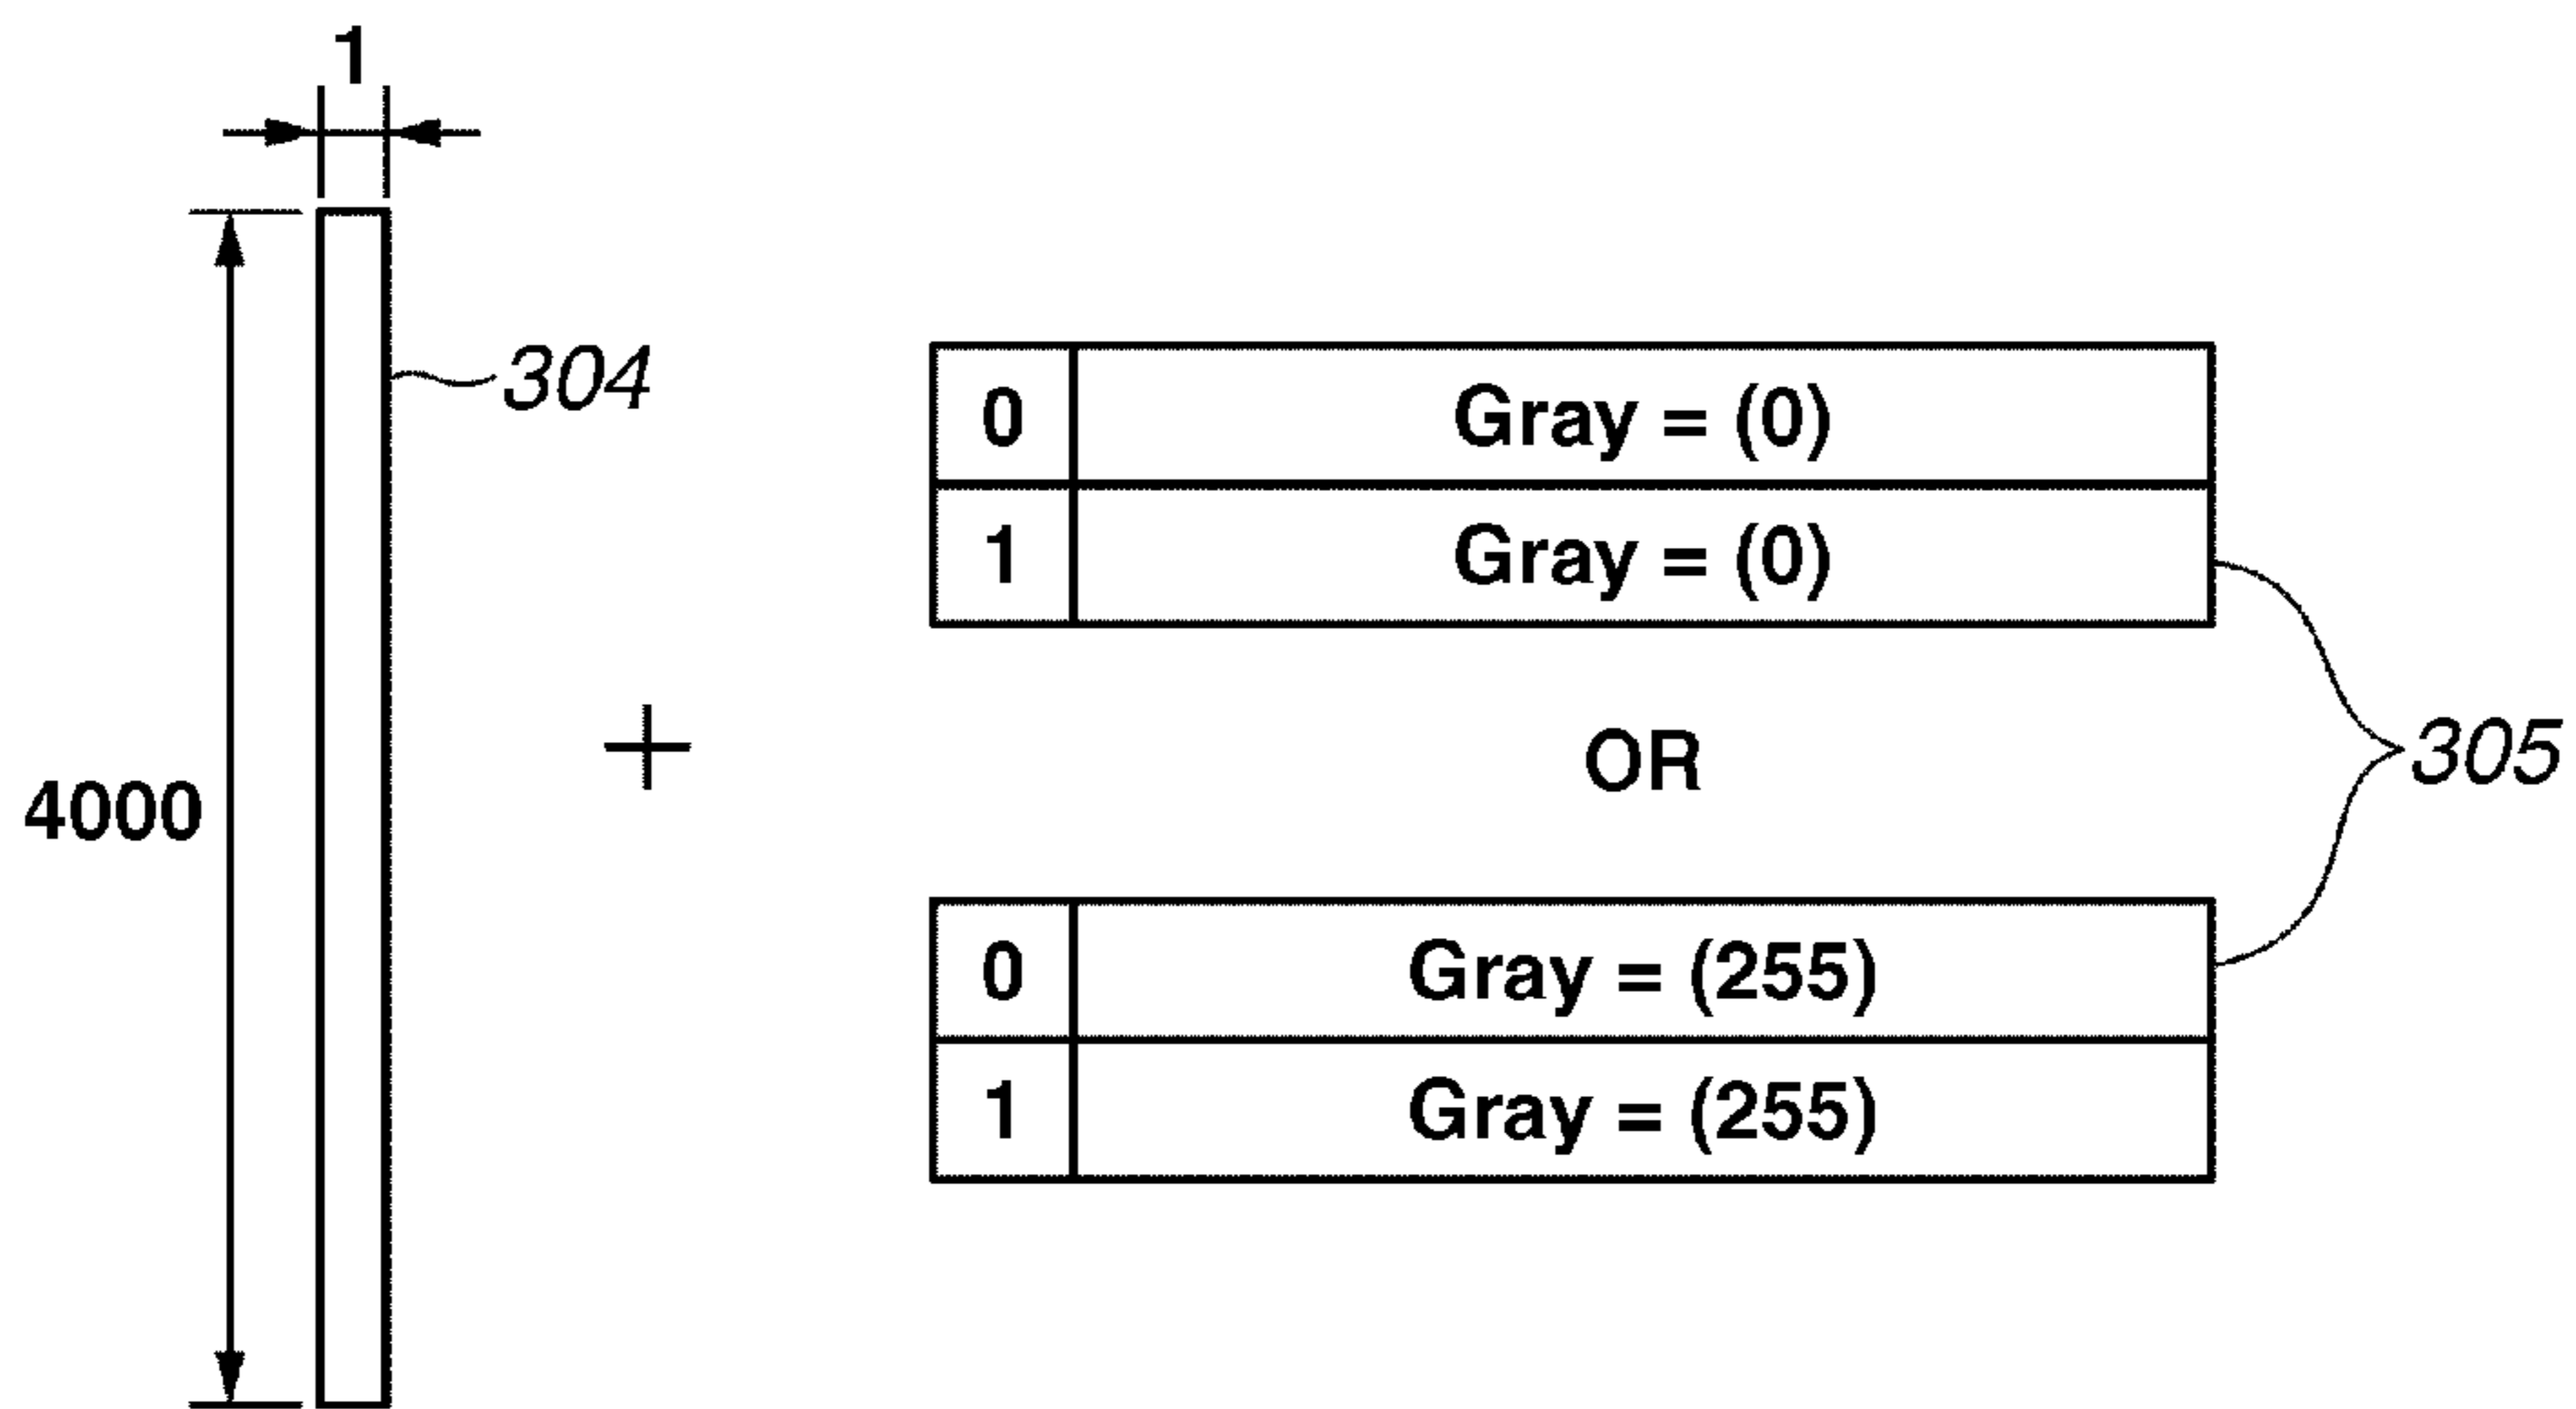 1
304
0 Gray = (0)
1 Gray = (0)
+
OR
4000
305
0 Gray = (255)
1 Gray = (255)